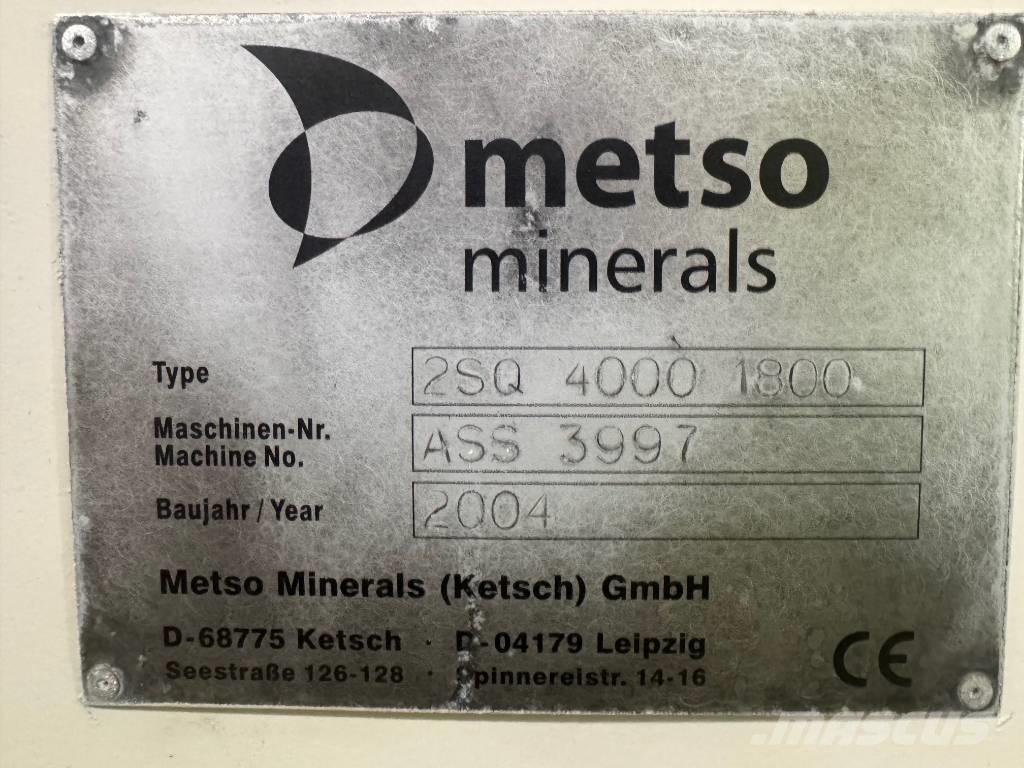 metso
minerals
Type 2SQ 4000 1800
Maschinen-Nr.
Machine No. ASS 3997
Baujahr / Year 2004
Metso Minerals (Ketsch) GmbH
D-68775 Ketsch · D-04179 Leipzig
Seestraße 126-128 · Spinnereistr. 14-16
CE
MASCUS